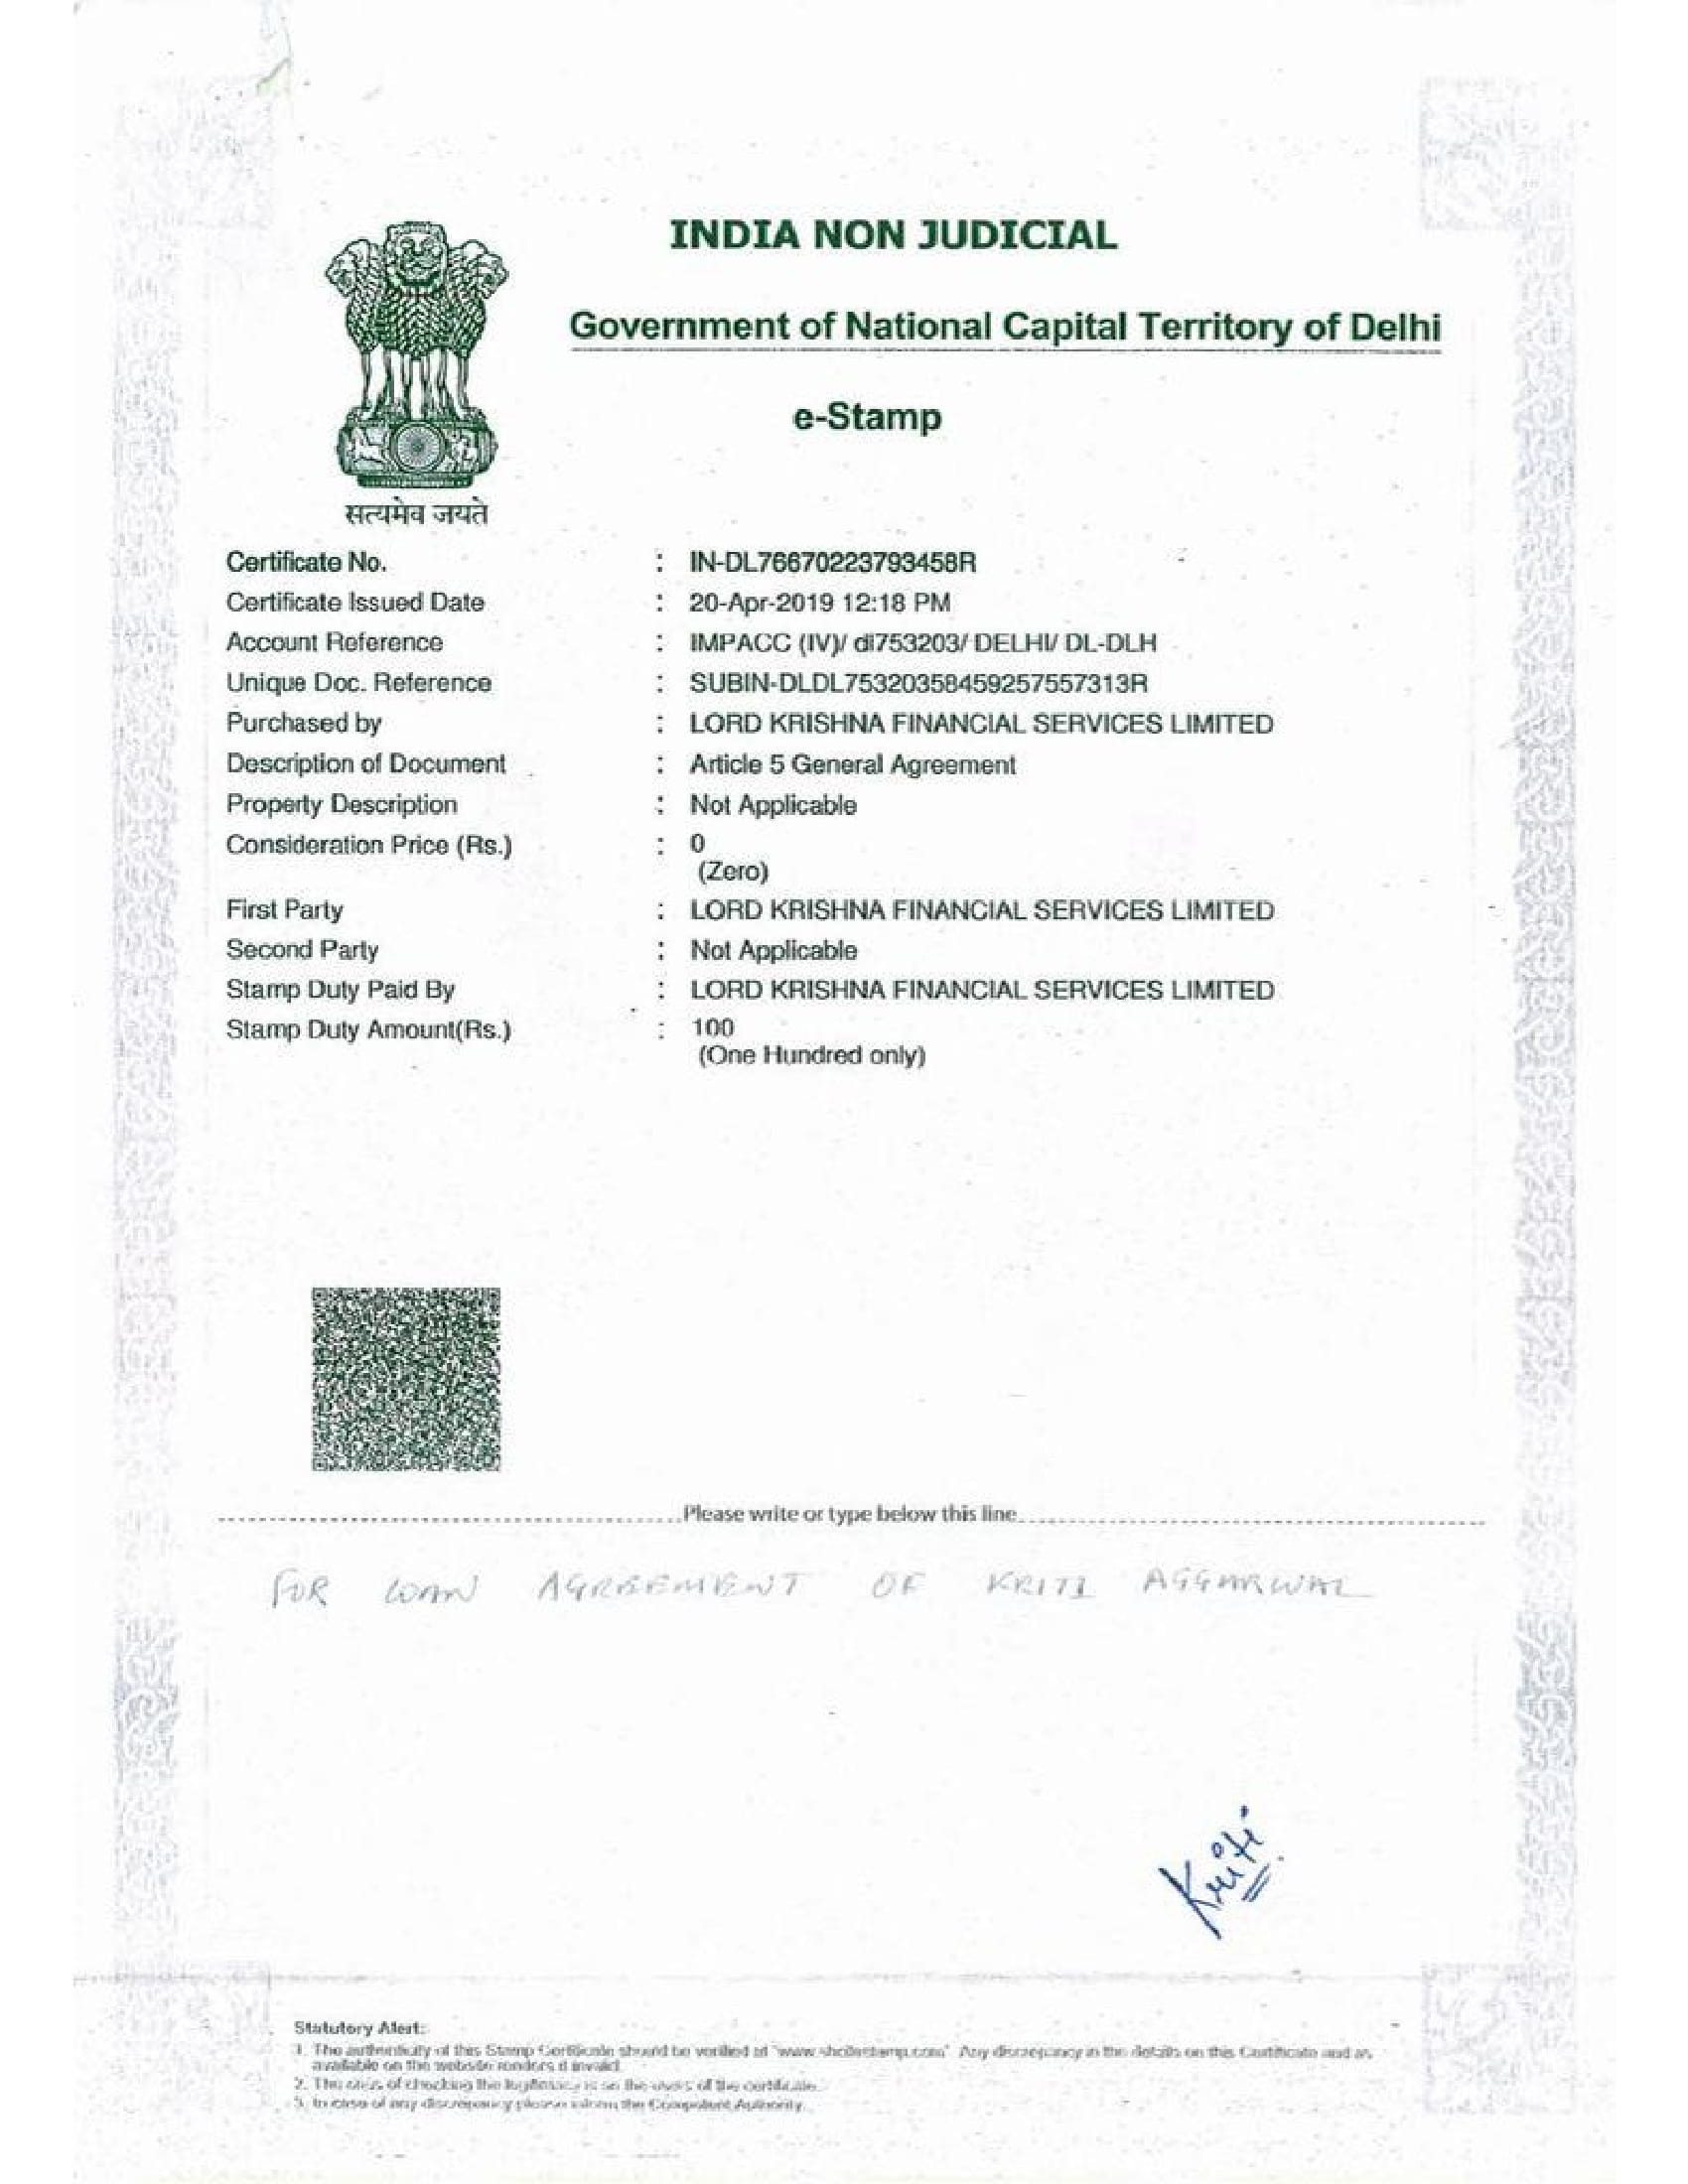 INDIA NON JUDICIAL
Government of National Capital Territory of Delhi
e-Stamp
सत्यमेव जयते
Certificate No. : IN-DL76670223793458R
Certificate Issued Date : 20-Apr-2019 12:18 PM
Account Reference : IMPACC (IV)/ dl753203/ DELHI/ DL-DLH
Unique Doc. Reference : SUBIN-DLDL75320358459257557313R
Purchased by : LORD KRISHNA FINANCIAL SERVICES LIMITED
Description of Document : Article 5 General Agreement
Property Description : Not Applicable
Consideration Price (Rs.) : 0
(Zero)
First Party : LORD KRISHNA FINANCIAL SERVICES LIMITED
Second Party : Not Applicable
Stamp Duty Paid By : LORD KRISHNA FINANCIAL SERVICES LIMITED
Stamp Duty Amount(Rs.) : 100
(One Hundred only)
Please write or type below this line
FOR LOAN AGREEMENT OF KRITI AGGARWAL
Kriti
Statutory Alert:
1. The authenticity of this Stamp Certificate should be verified at "www.shcilestamp.com". Any discrepancy in the details on this Certificate and as
available on the website renders it invalid.
2. The onus of checking the legitimacy is on the users of the certificate.
3. In case of any discrepancy please inform the Competent Authority.